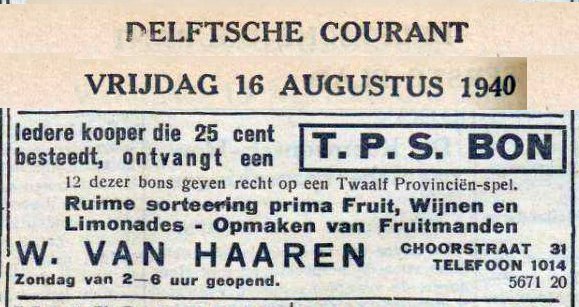 DELFTSCHE COURANT
VRIJDAG 16 AUGUSTUS 1940
Iedere kooper die 25 cent
besteedt, ontvangt een
T. P. S. BON
12 dezer bons geven recht op een Twaalf Provinciën-spel.
Ruime sorteering prima Fruit, Wijnen en
Limonades - Opmaken van Fruitmanden
W. VAN HAAREN
CHOORSTRAAT 31
TELEFOON 1014
Zondag van 2—6 uur geopend.
5671 20